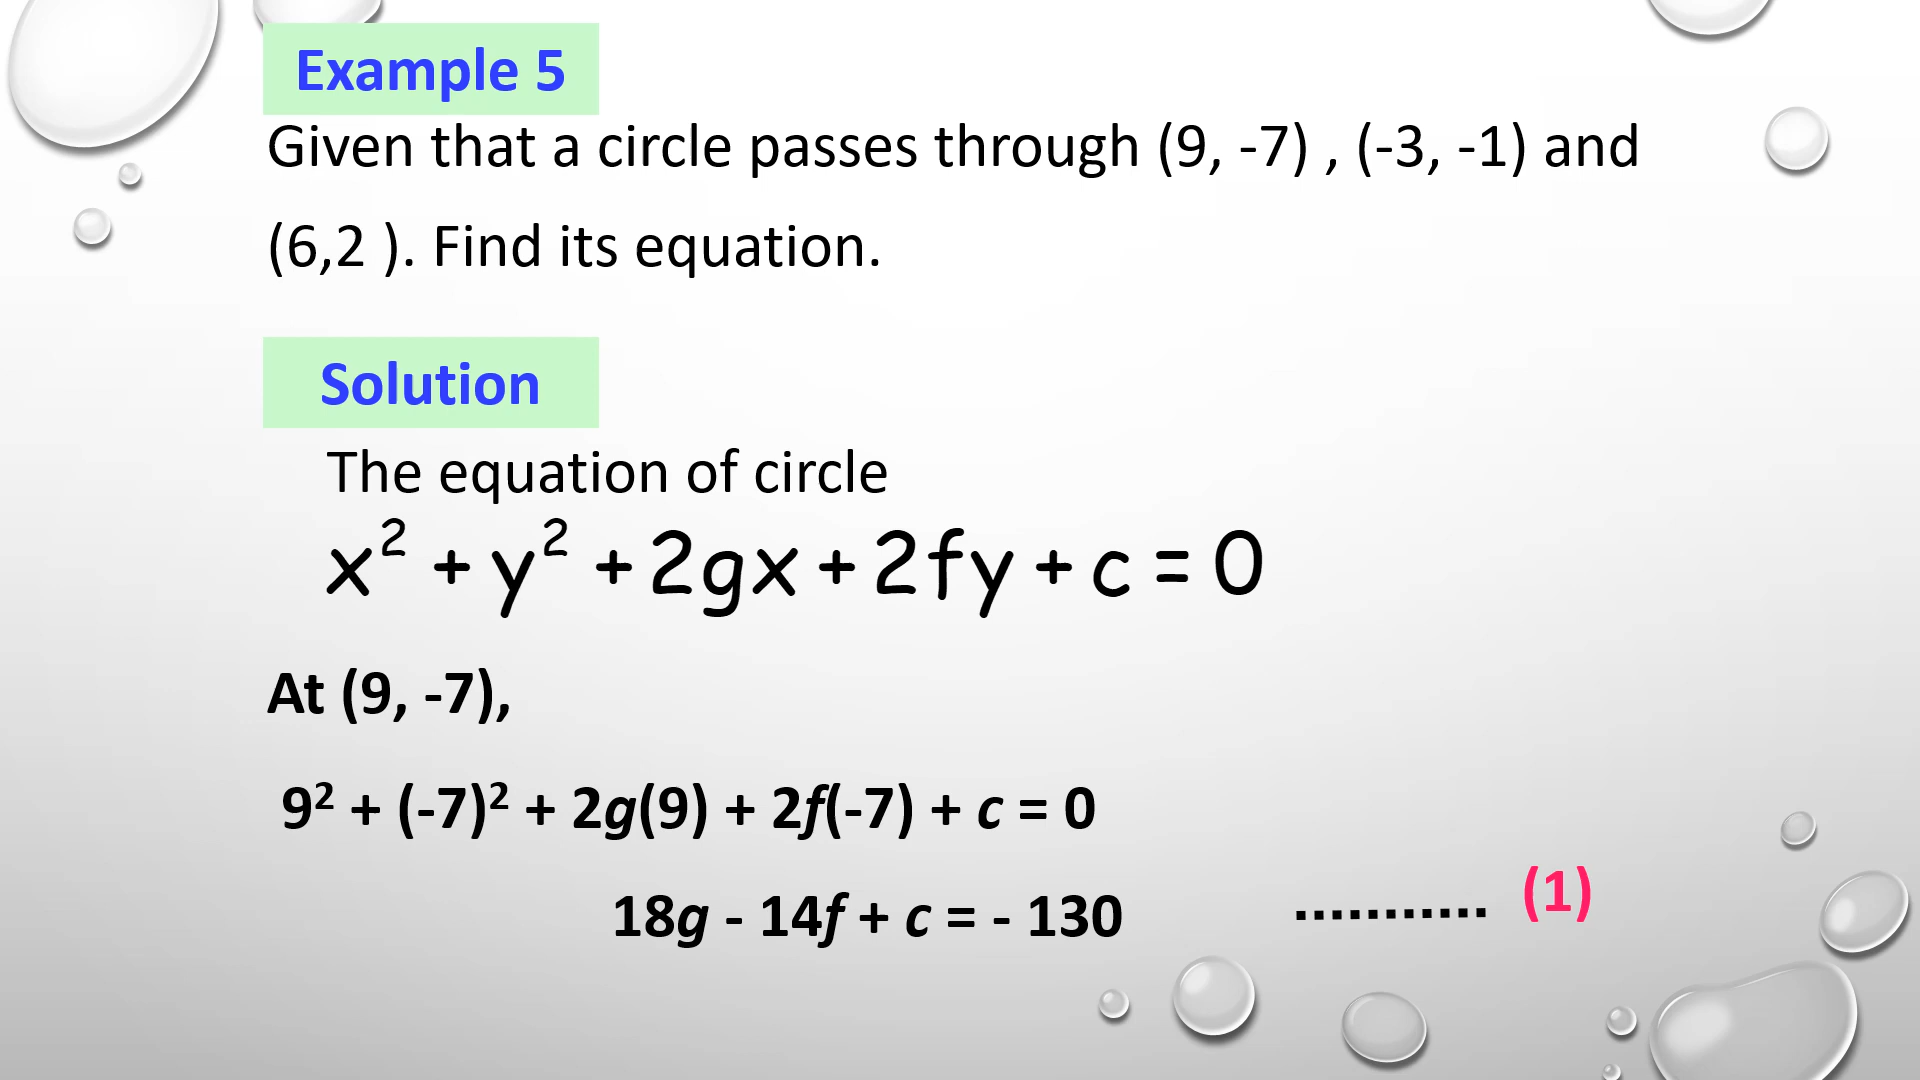 Example 5
Given that a circle passes through (9, -7) , (-3, -1) and
(6,2 ). Find its equation.
Solution
The equation of circle
x² + y² + 2gx + 2fy + c = 0
At (9, -7),
9² + (-7)² + 2g(9) + 2f(-7) + c = 0
18g - 14f + c = - 130 ........... (1)